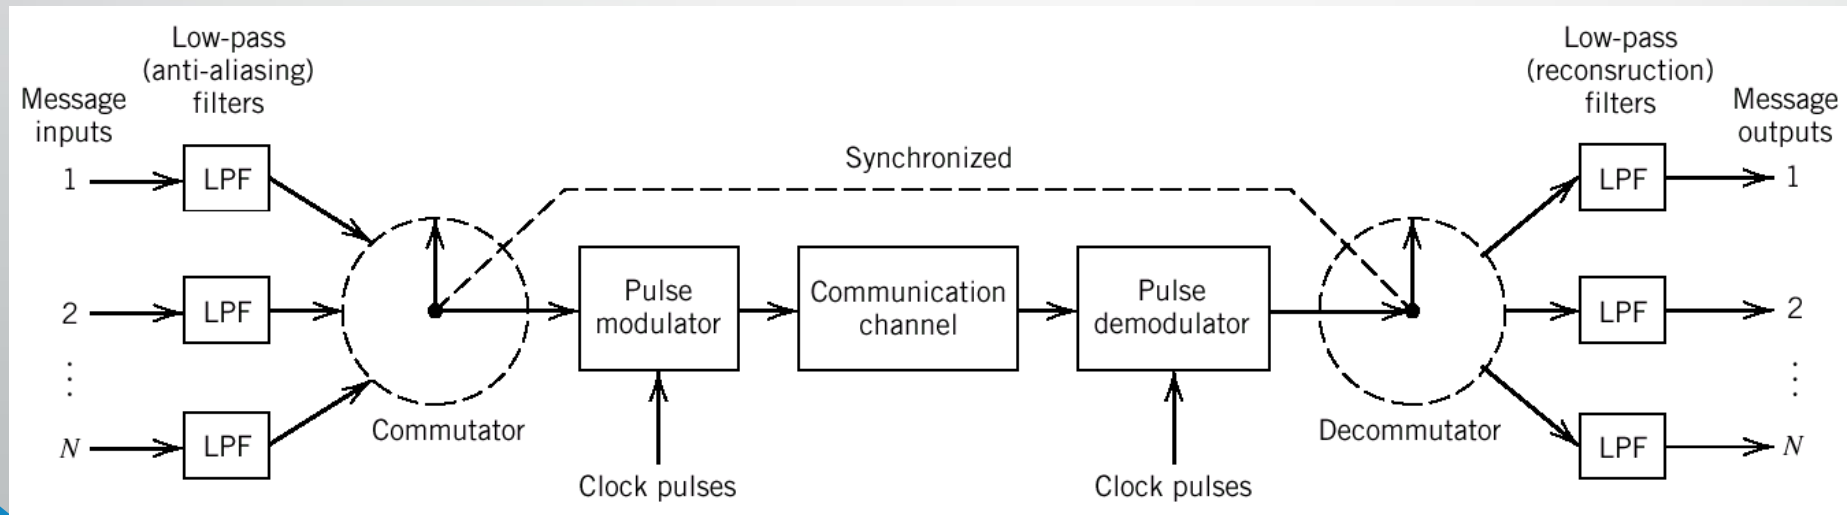 Message
inputs
Low-pass
(anti-aliasing)
filters
1
LPF
2
LPF
⋮
N
LPF
Commutator
Synchronized
Pulse
modulator
Clock pulses
Communication
channel
Pulse
demodulator
Clock pulses
Decommutator
Low-pass
(reconsruction)
filters
Message
outputs
LPF
1
LPF
2
⋮
LPF
N